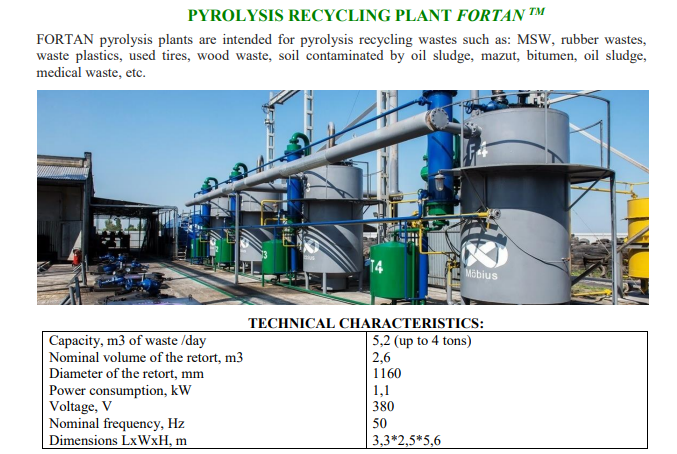 PYROLYSIS RECYCLING PLANT FORTAN TM
FORTAN pyrolysis plants are intended for pyrolysis recycling wastes such as: MSW, rubber wastes,
waste plastics, used tires, wood waste, soil contaminated by oil sludge, mazut, bitumen, oil sludge,
medical waste, etc.
F4
3
T4
Möbius
TECHNICAL CHARACTERISTICS:
Capacity, m3 of waste /day 5,2 (up to 4 tons)
Nominal volume of the retort, m3 2,6
Diameter of the retort, mm 1160
Power consumption, kW 1,1
Voltage, V 380
Nominal frequency, Hz 50
Dimensions LxWxH, m 3,3*2,5*5,6